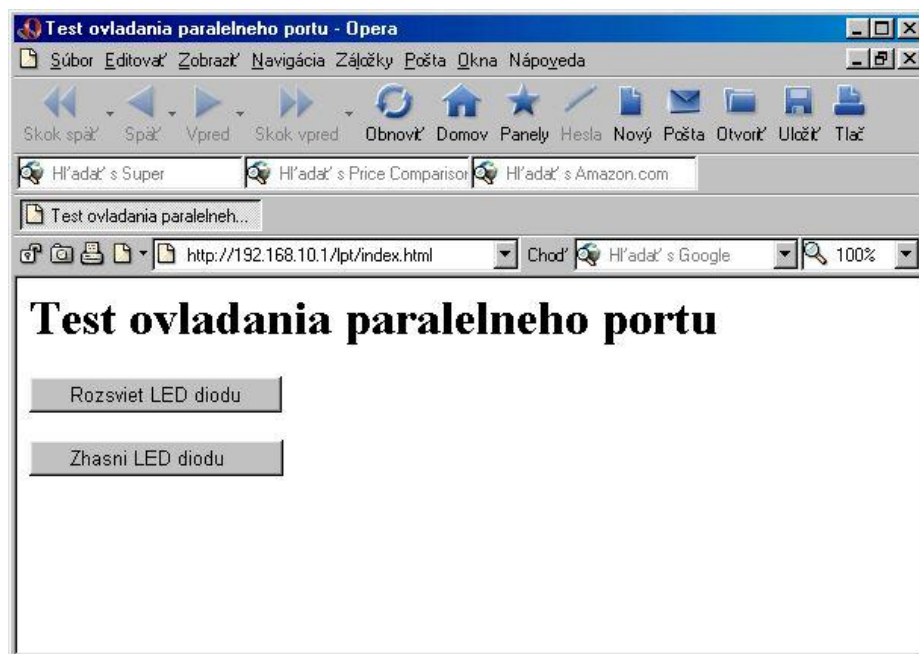 Test ovladania paralelneho portu - Opera
Súbor Editovať Zobraziť Navigácia Záložky Pošta Okna Nápoveda
Skok späť Späť Vpred Skok vpred Obnoviť Domov Panely Hesla Nový Pošta Otvoriť Uložiť Tlač
Hľadať s Super Hľadať s Price Comparisor Hľadať s Amazon.com
Test ovladania paralelneh...
http://192.168.10.1/lpt/index.html Choď Hľadať s Google 100%
Test ovladania paralelneho portu
Rozsviet LED diodu
Zhasni LED diodu